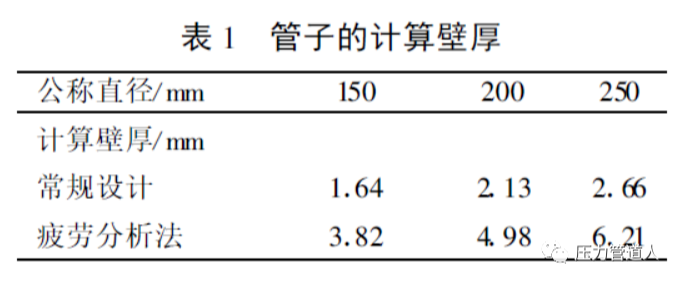 表1 管子的计算壁厚
公称直径/mm 150 200 250
计算壁厚/mm
常规设计 1.64 2.13 2.66
疲劳分析法 3.82 4.98 6.21
压力管道人